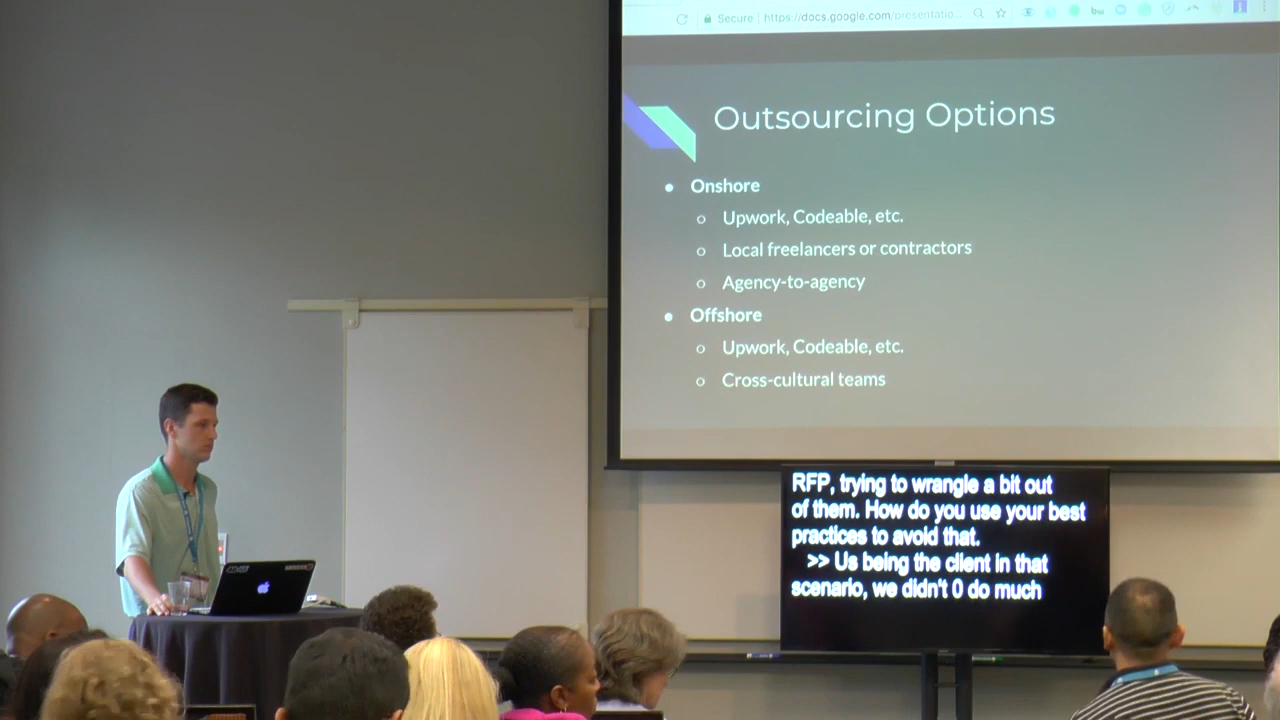 Secure | https://docs.google.com/presentatio...
Outsourcing Options
● Onshore
○ Upwork, Codeable, etc.
○ Local freelancers or contractors
○ Agency-to-agency
● Offshore
○ Upwork, Codeable, etc.
○ Cross-cultural teams
RFP, trying to wrangle a bit out
of them. How do you use your best
practices to avoid that.
>> Us being the client in that
scenario, we didn't 0 do much